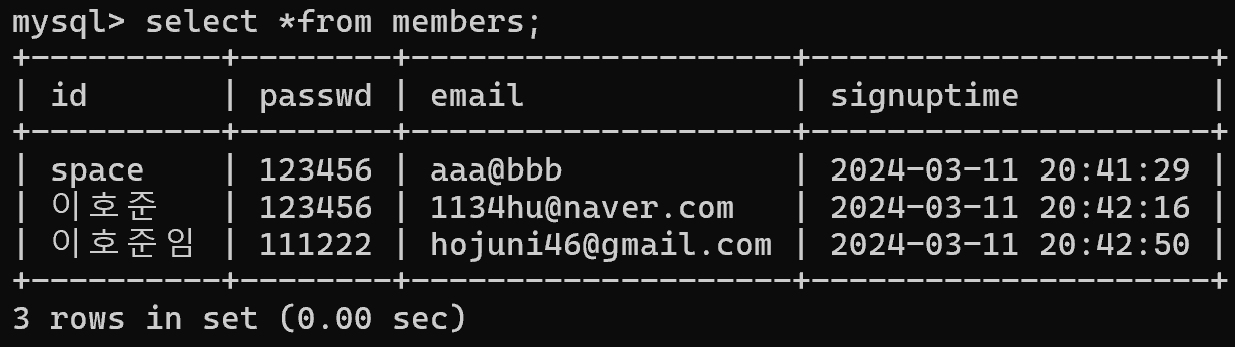 mysql> select *from members;
+----------+--------+---------------------+---------------------+
| id       | passwd | email               | signuptime          |
+----------+--------+---------------------+---------------------+
| space    | 123456 | aaa@bbb             | 2024-03-11 20:41:29 |
| 이호준   | 123456 | 1134hu@naver.com    | 2024-03-11 20:42:16 |
| 이호준임 | 111222 | hojuni46@gmail.com  | 2024-03-11 20:42:50 |
+----------+--------+---------------------+---------------------+
3 rows in set (0.00 sec)